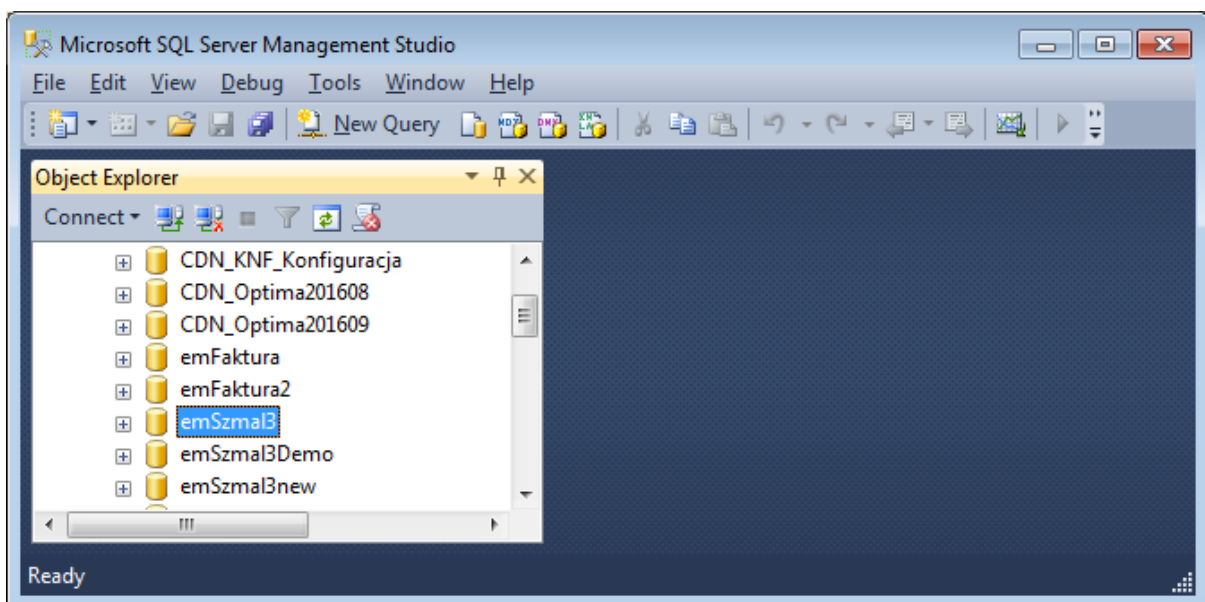 Microsoft SQL Server Management Studio
File Edit View Debug Tools Window Help
New Query
Object Explorer
Connect
CDN_KNF_Konfiguracja
CDN_Optima201608
CDN_Optima201609
emFaktura
emFaktura2
emSzmal3
emSzmal3Demo
emSzmal3new
Ready